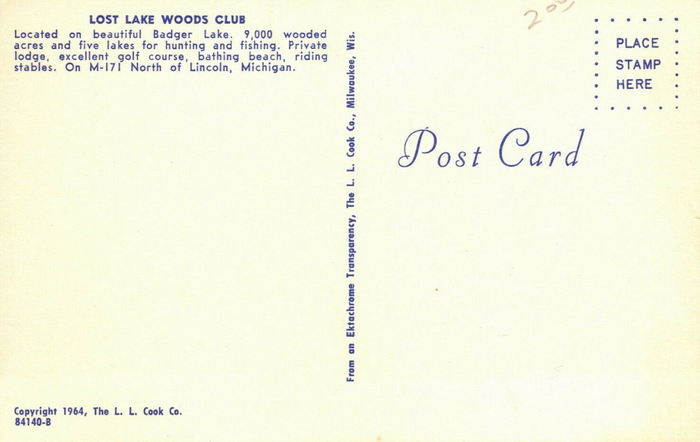 LOST LAKE WOODS CLUB
Located on beautiful Badger Lake. 9,000 wooded
acres and five lakes for hunting and fishing. Private
lodge, excellent golf course, bathing beach, riding
stables. On M-171 North of Lincoln, Michigan.
From an Ektachrome Transparency, The L. L. Cook Co., Milwaukee, Wis.
200
PLACE
STAMP
HERE
Post Card
Copyright 1964, The L. L. Cook Co.
84140-B